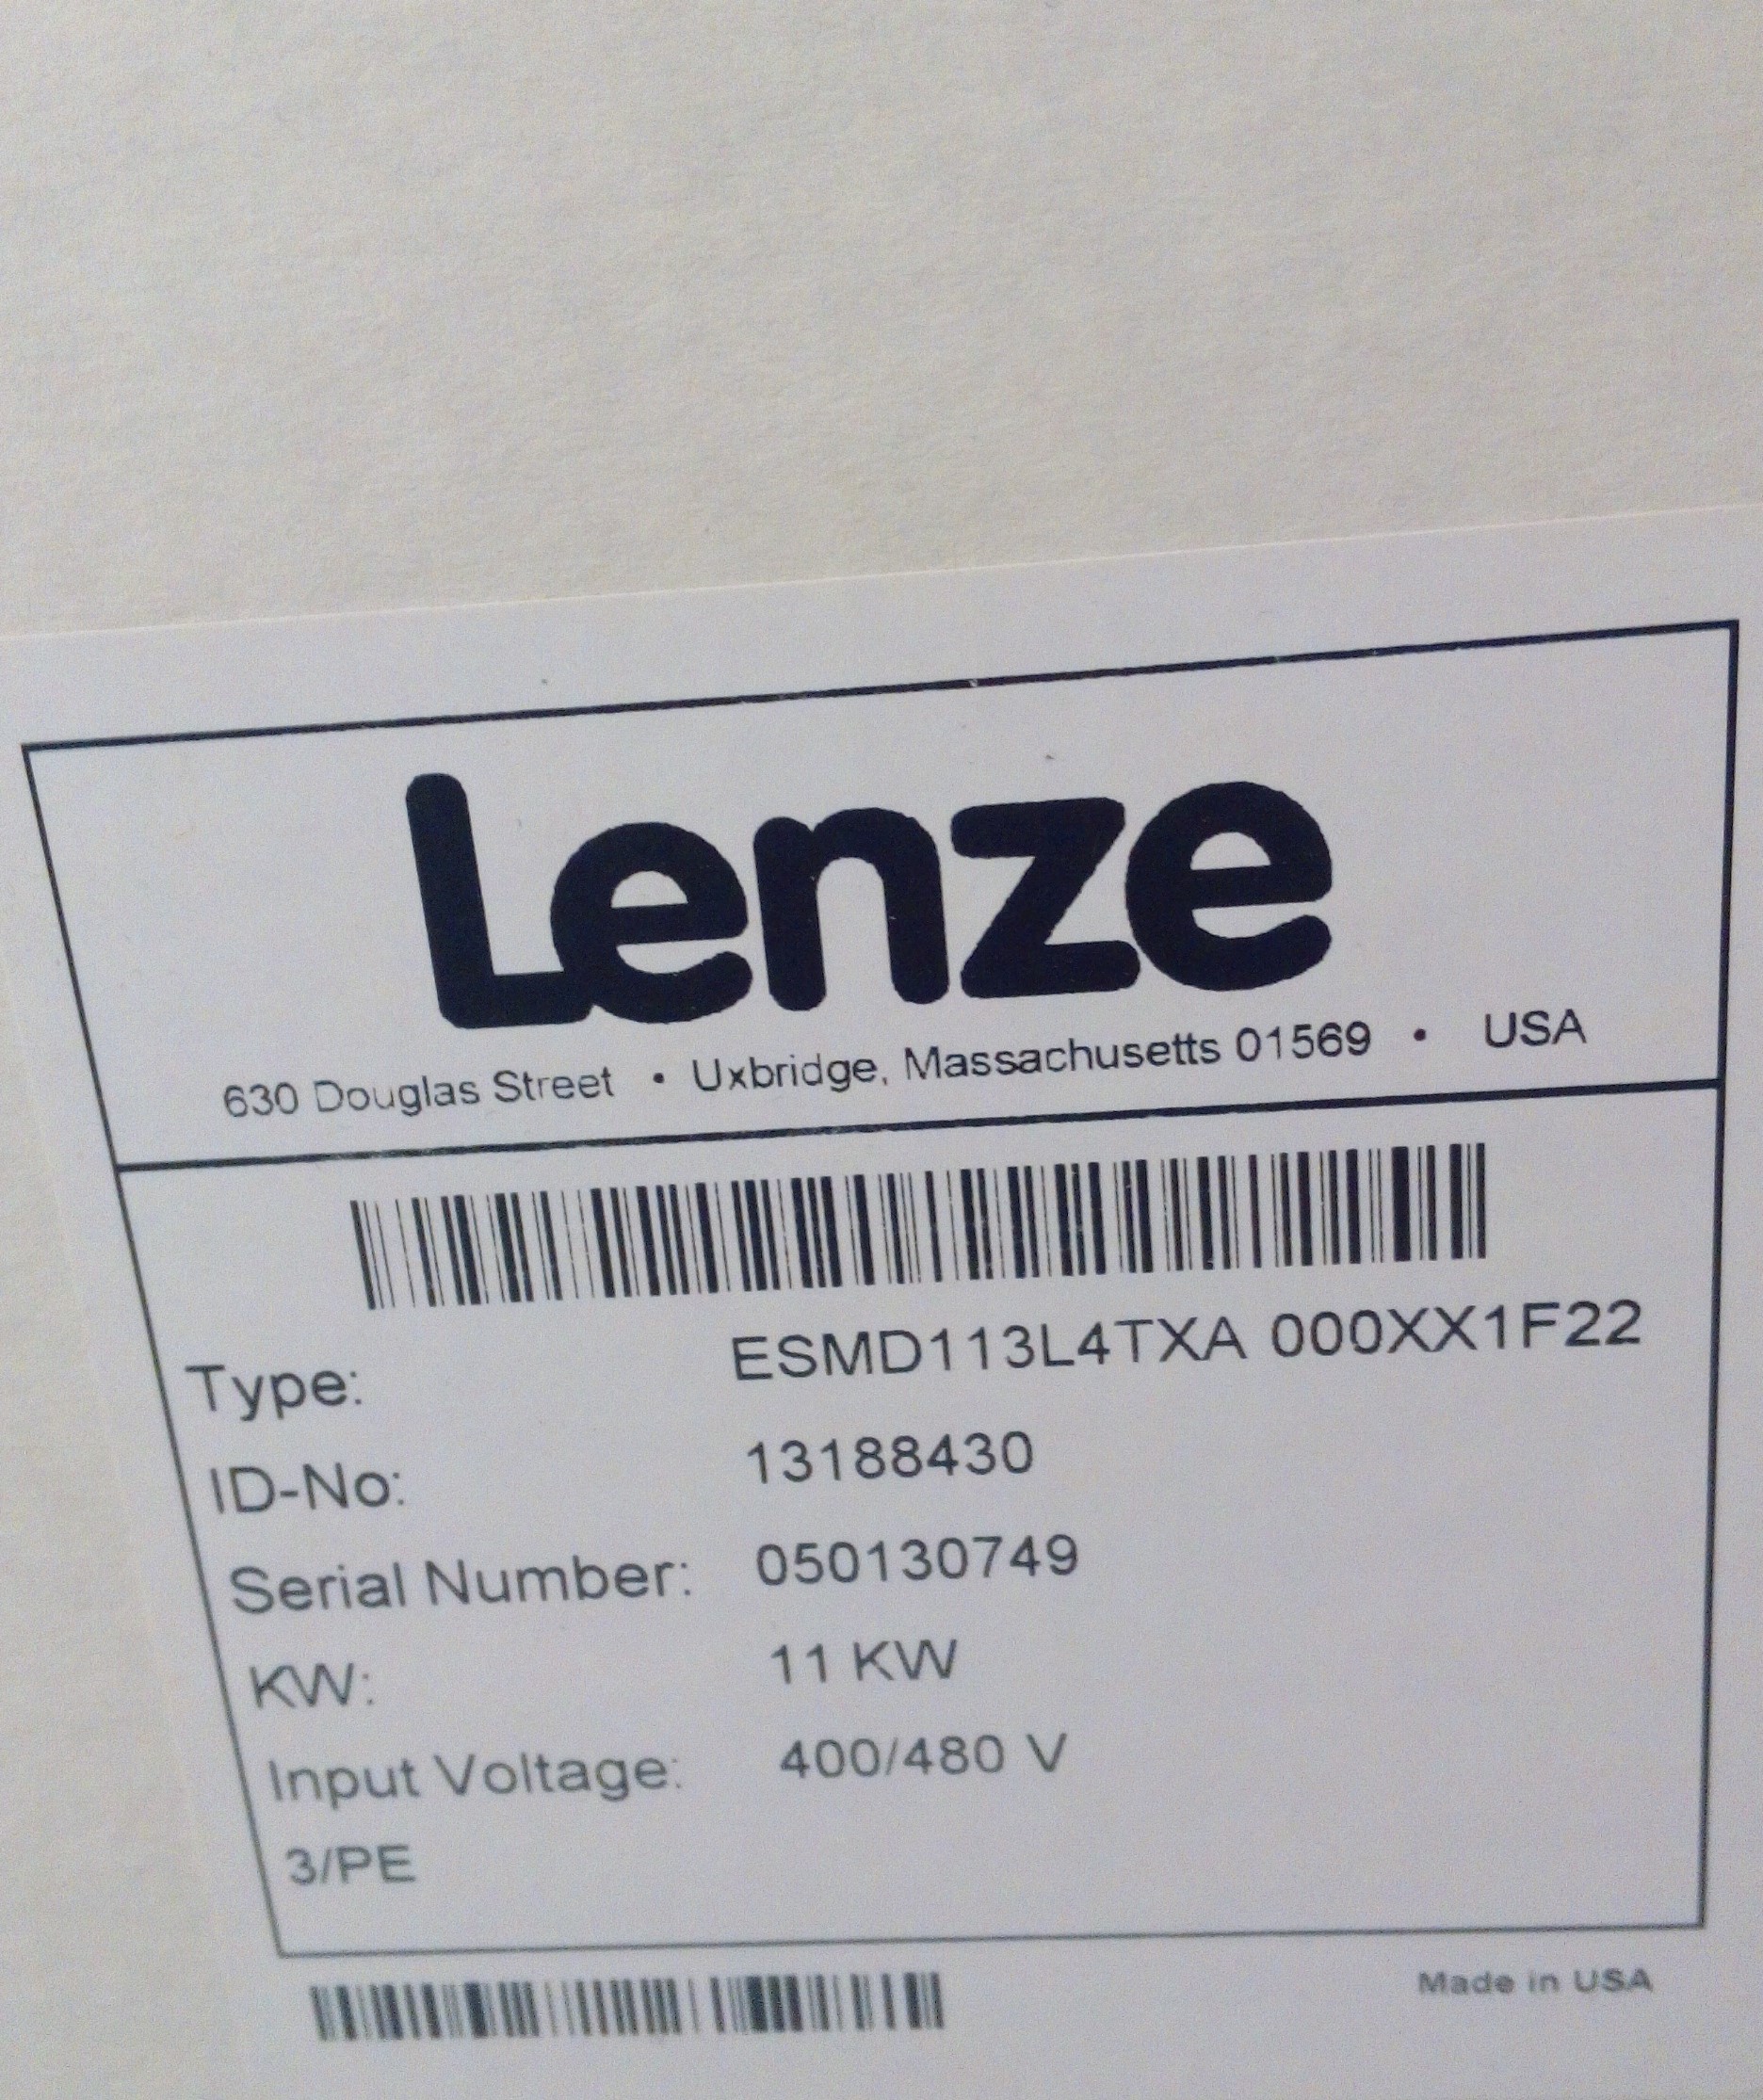 Lenze
630 Douglas Street • Uxbridge, Massachusetts 01569 • USA
Type: ESMD113L4TXA 000XX1F22
ID-No: 13188430
Serial Number: 050130749
KW: 11 KW
Input Voltage: 400/480 V
3/PE
Made in USA